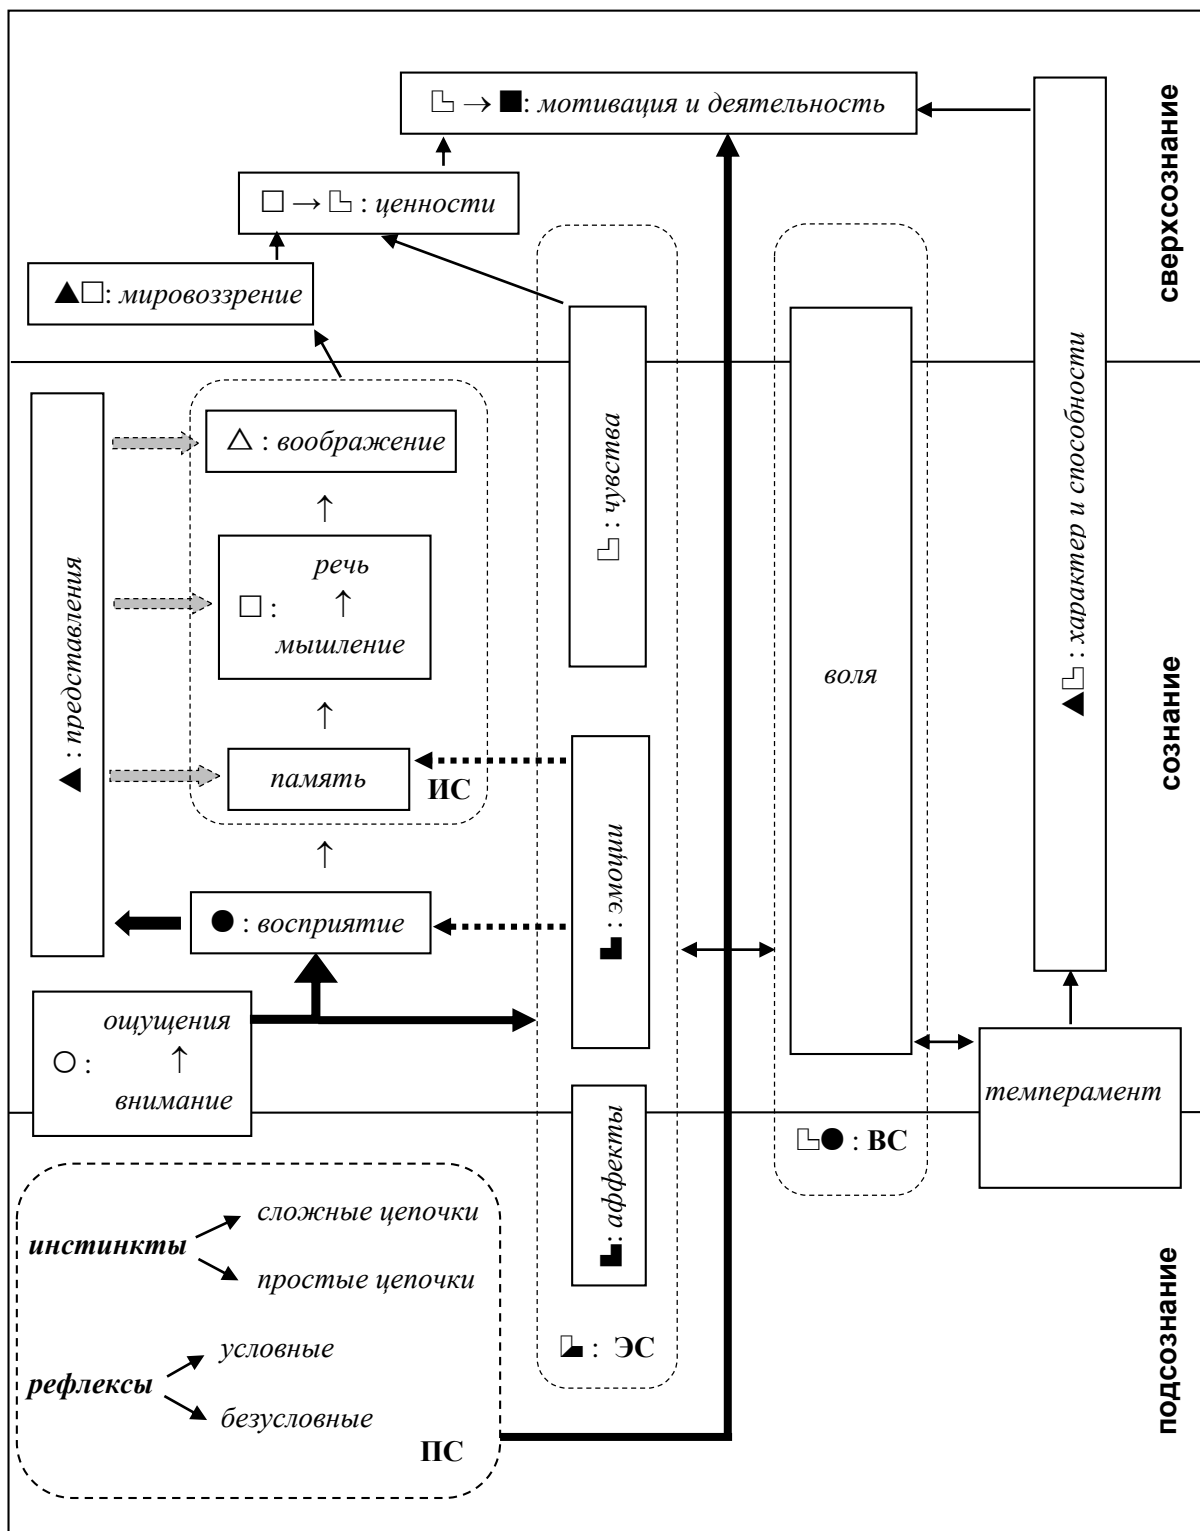 → : мотивация и деятельность
→ : ценности
: мировоззрение
сверхсознание
: воображение
речь
:
↑
мышление
память
ИС
: представления
: чувства
воля
: характер и способности
сознание
: восприятие
: эмоции
ощущения
:
↑
внимание
темперамент
: ВС
: аффекты
: ЭС
инстинкты
сложные цепочки
простые цепочки
рефлексы
условные
безусловные
ПС
подсознание